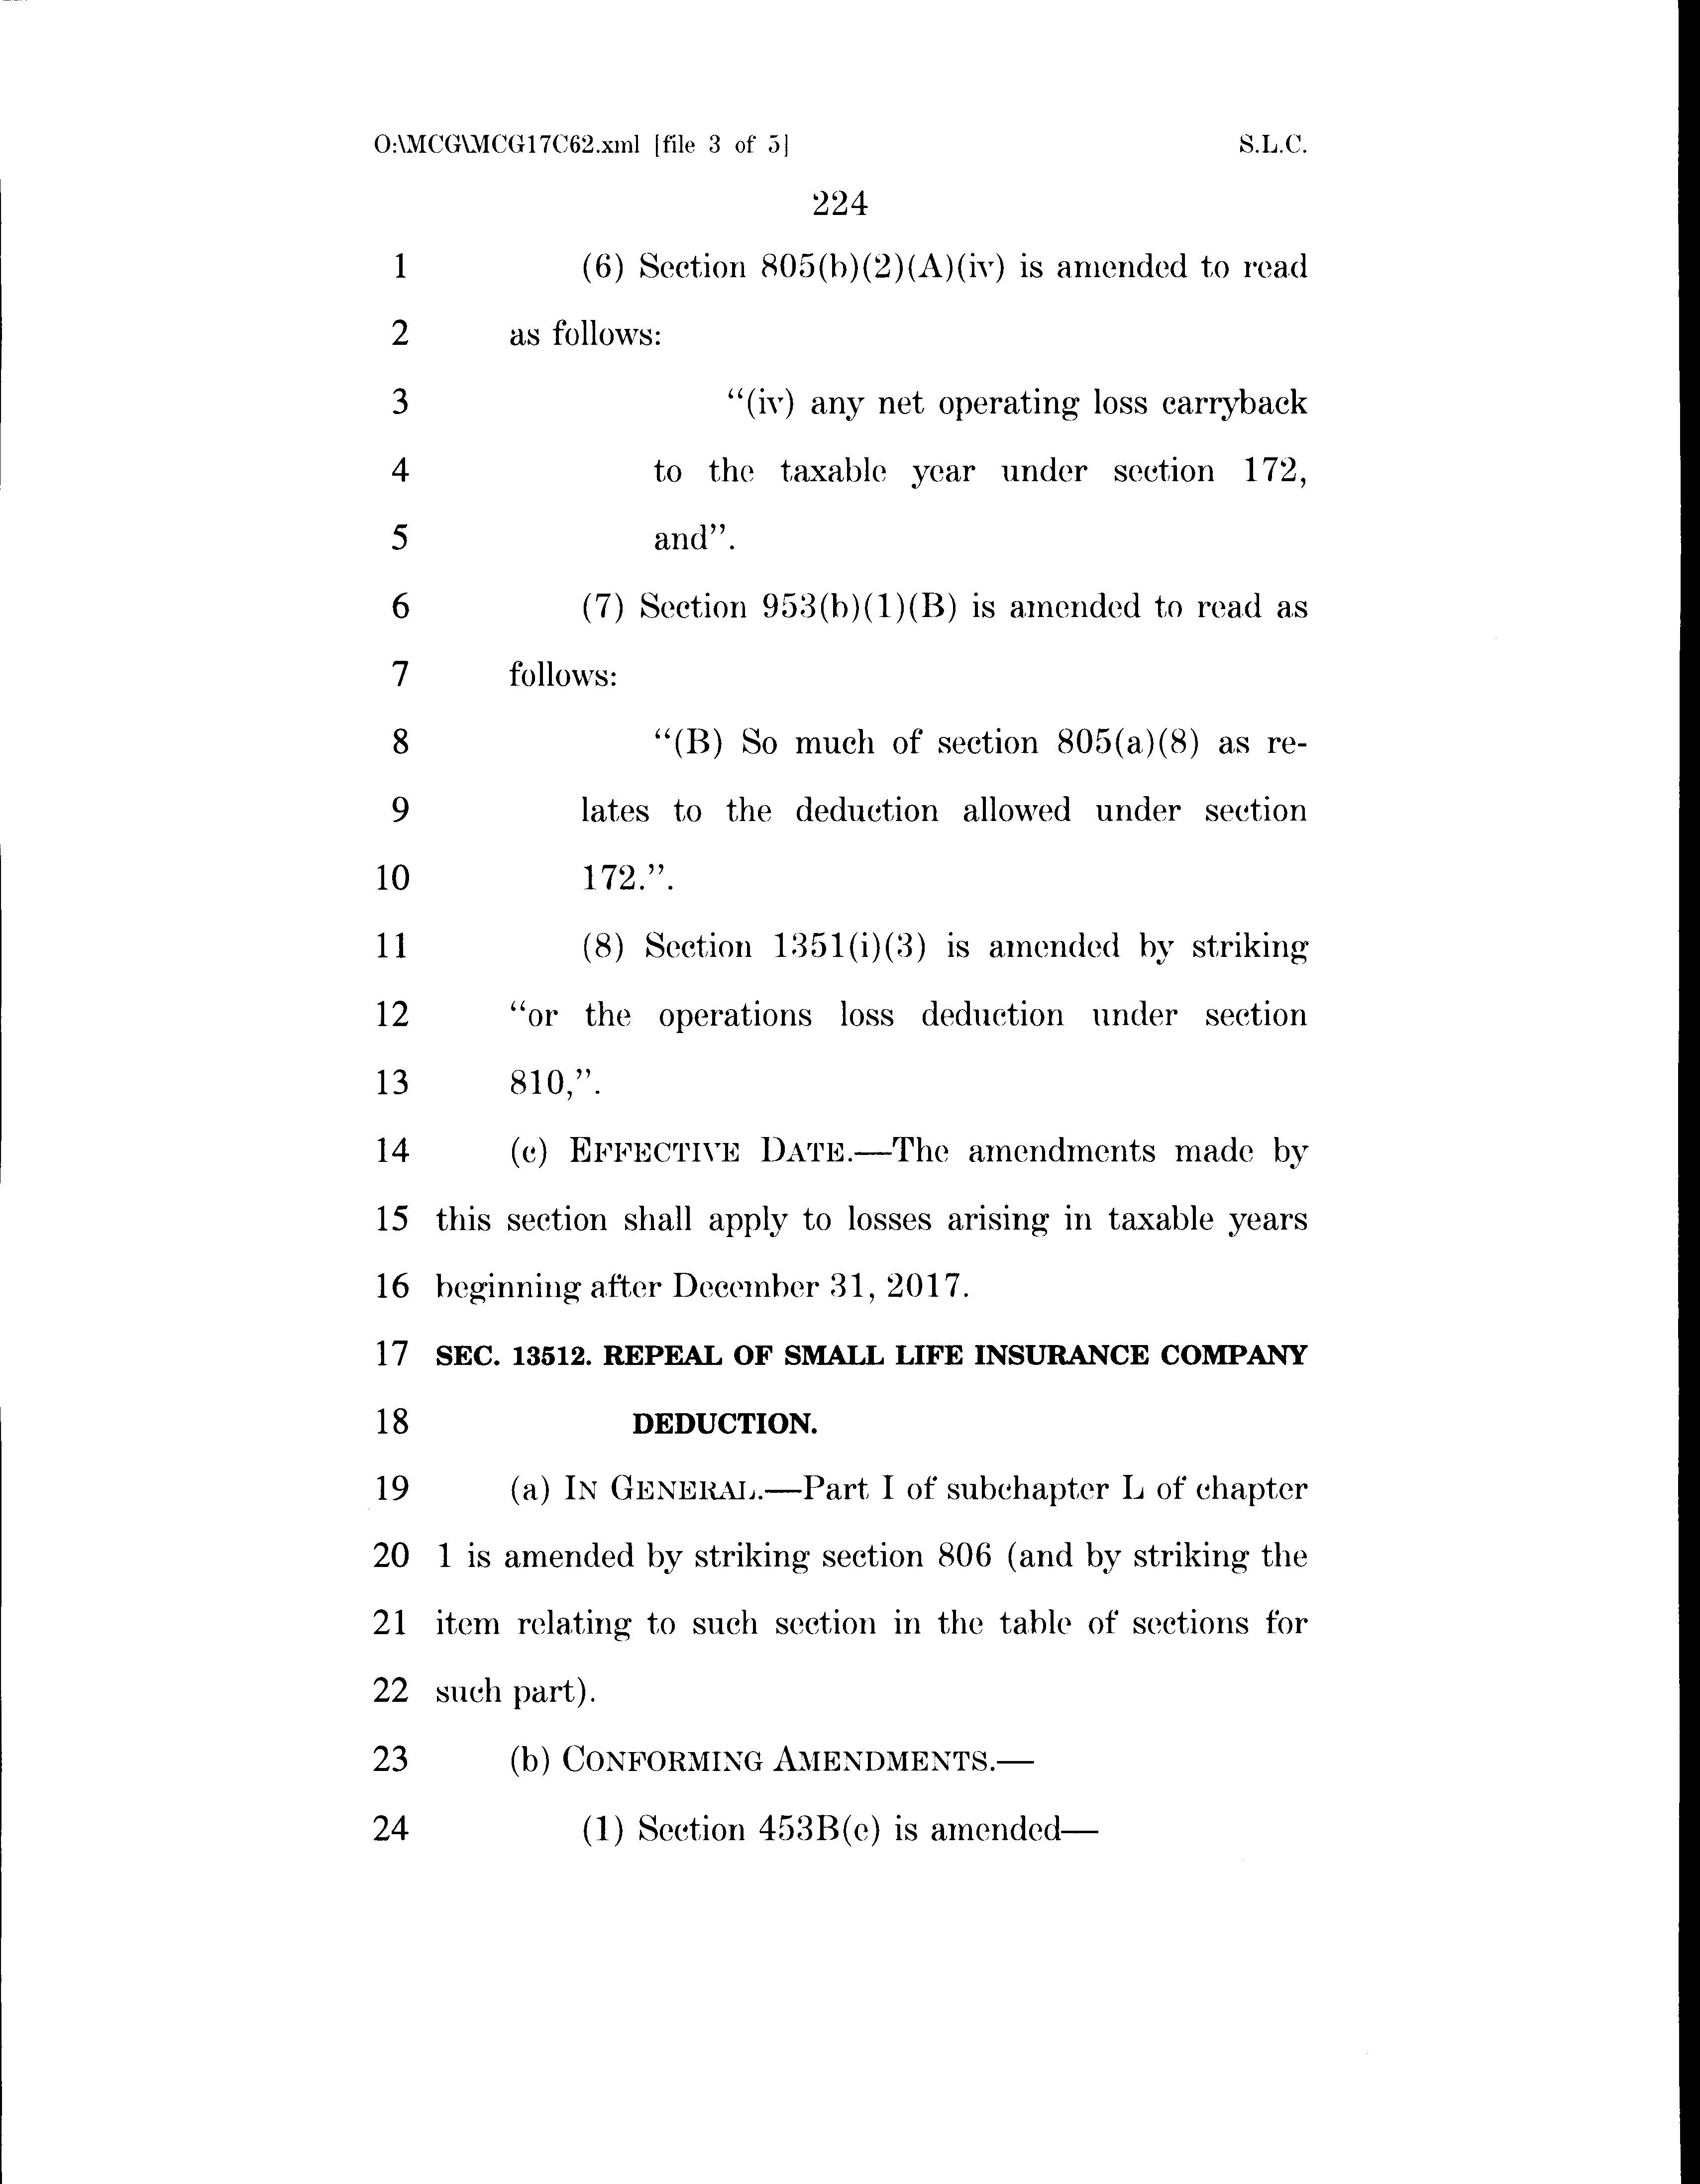 O:\MCG\MCG17C62.xml [file 3 of 5] S.L.C.
224
1 (6) Section 805(b)(2)(A)(iv) is amended to read
2 as follows:
3 “(iv) any net operating loss carryback
4 to the taxable year under section 172,
5 and”.
6 (7) Section 953(b)(1)(B) is amended to read as
7 follows:
8 “(B) So much of section 805(a)(8) as re-
9 lates to the deduction allowed under section
10 172.”.
11 (8) Section 1351(i)(3) is amended by striking
12 “or the operations loss deduction under section
13 810,”.
14 (c) EFFECTIVE DATE.—The amendments made by
15 this section shall apply to losses arising in taxable years
16 beginning after December 31, 2017.
17 SEC. 13512. REPEAL OF SMALL LIFE INSURANCE COMPANY
18 DEDUCTION.
19 (a) IN GENERAL.—Part I of subchapter L of chapter
20 1 is amended by striking section 806 (and by striking the
21 item relating to such section in the table of sections for
22 such part).
23 (b) CONFORMING AMENDMENTS.—
24 (1) Section 453B(e) is amended—